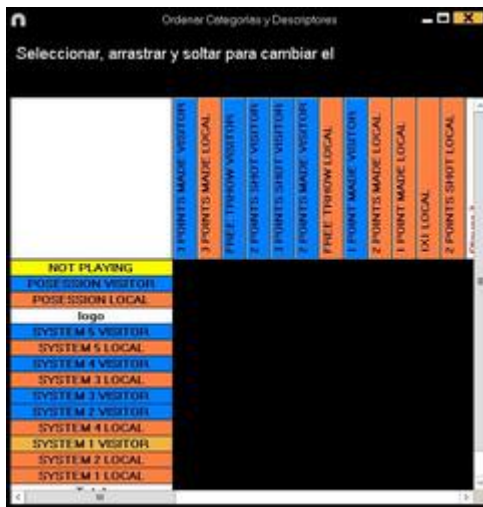 Ordenar Categorias y Descriptores
Seleccionar, arrastrar y soltar para cambiar el
3 POINTS MADE VISITOR
3 POINTS MADE LOCAL
FREE TRHOW VISITOR
2 POINTS SHOT VISITOR
3 POINTS SHOT VISITOR
2 POINTS MADE VISITOR
FREE TRHOW LOCAL
1 POINT MADE VISITOR
2 POINTS MADE LOCAL
1 POINT MADE LOCAL
1X1 LOCAL
2 POINTS SHOT LOCAL
NOT PLAYING
POSESSION VISITOR
POSESSION LOCAL
logo
SYSTEM 5 VISITOR
SYSTEM 5 LOCAL
SYSTEM 4 VISITOR
SYSTEM 3 LOCAL
SYSTEM 3 VISITOR
SYSTEM 2 VISITOR
SYSTEM 4 LOCAL
SYSTEM 1 VISITOR
SYSTEM 2 LOCAL
SYSTEM 1 LOCAL